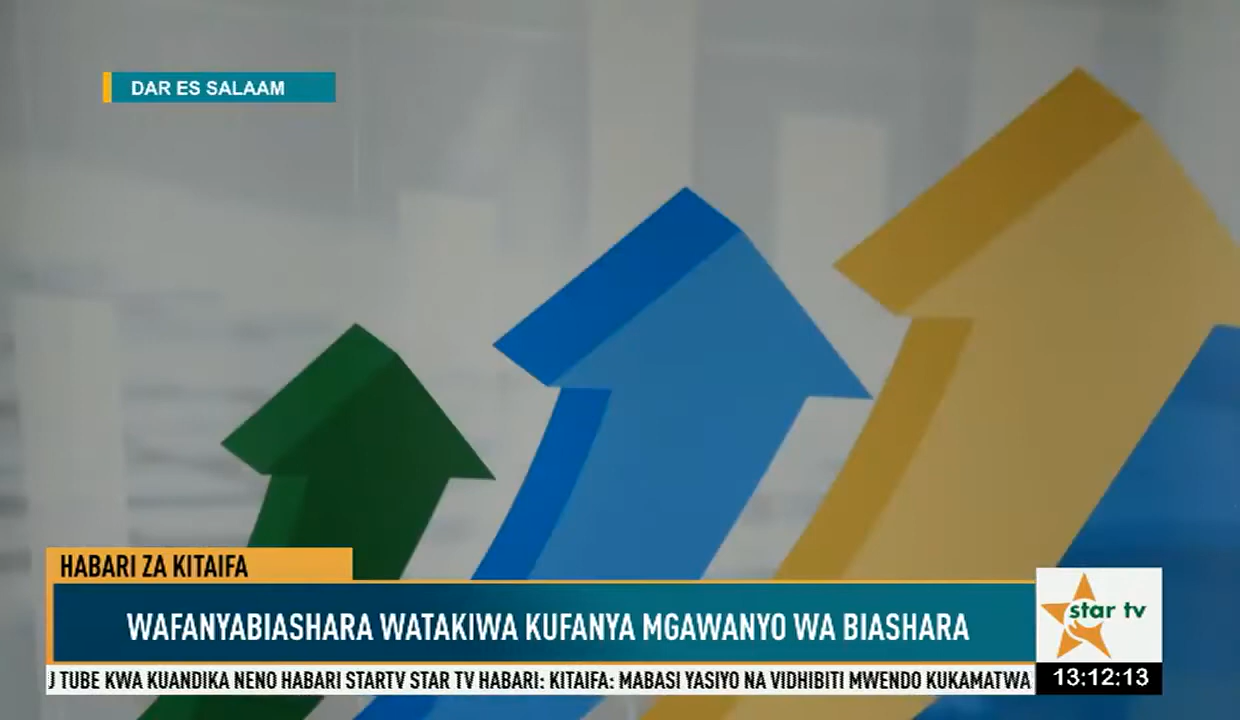 DAR ES SALAAM
HABARI ZA KITAIFA
WAFANYABIASHARA WATAKIWA KUFANYA MGAWANYO WA BIASHARA
star tv
TUBE KWA KUANDIKA NENO HABARI STARTV STAR TV HABARI: KITAIFA: MABASI YASIYO NA VIDHIBITI MWENDO KUKAMATWA
13:12:13